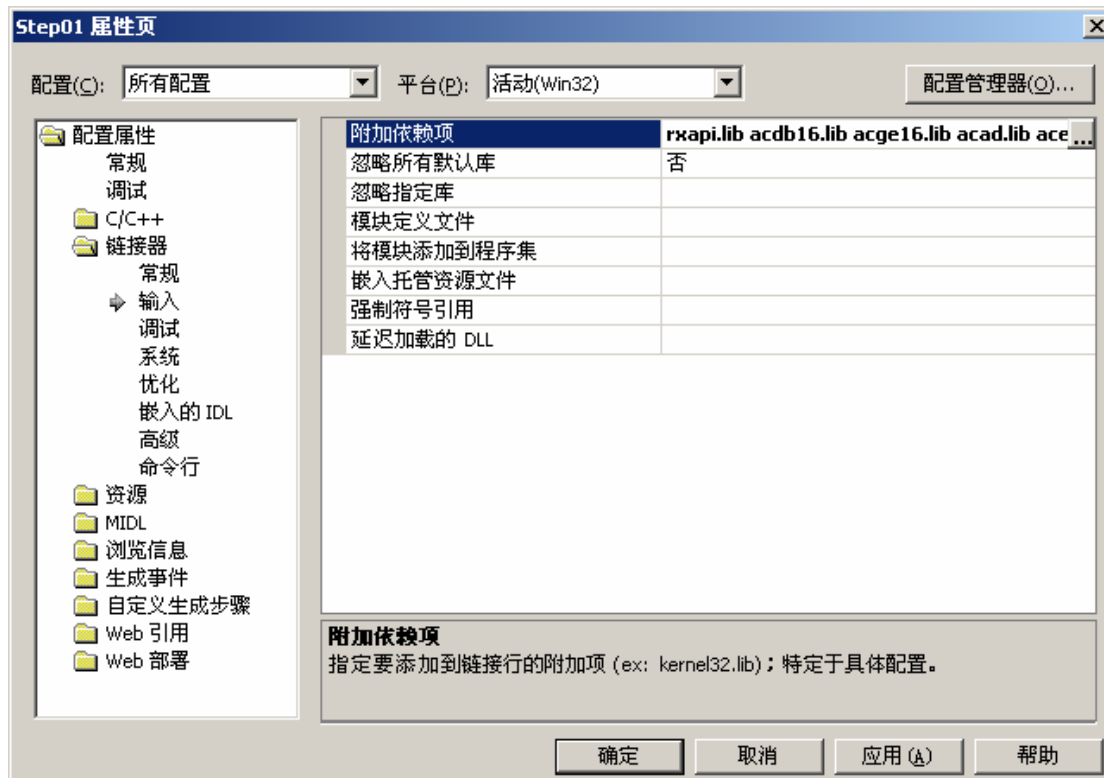 Step01 属性页
配置(C): 所有配置 平台(P): 活动(Win32) 配置管理器(O)...
配置属性
常规
调试
C/C++
链接器
常规
输入
调试
系统
优化
嵌入的 IDL
高级
命令行
资源
MIDL
浏览信息
生成事件
自定义生成步骤
Web 引用
Web 部署
附加依赖项 rxapi.lib acdb16.lib acge16.lib acad.lib ace ...
忽略所有默认库 否
忽略指定库
模块定义文件
将模块添加到程序集
嵌入托管资源文件
强制符号引用
延迟加载的 DLL
附加依赖项
指定要添加到链接行的附加项 (ex: kernel32.lib)；特定于具体配置。
确定 取消 应用(A) 帮助